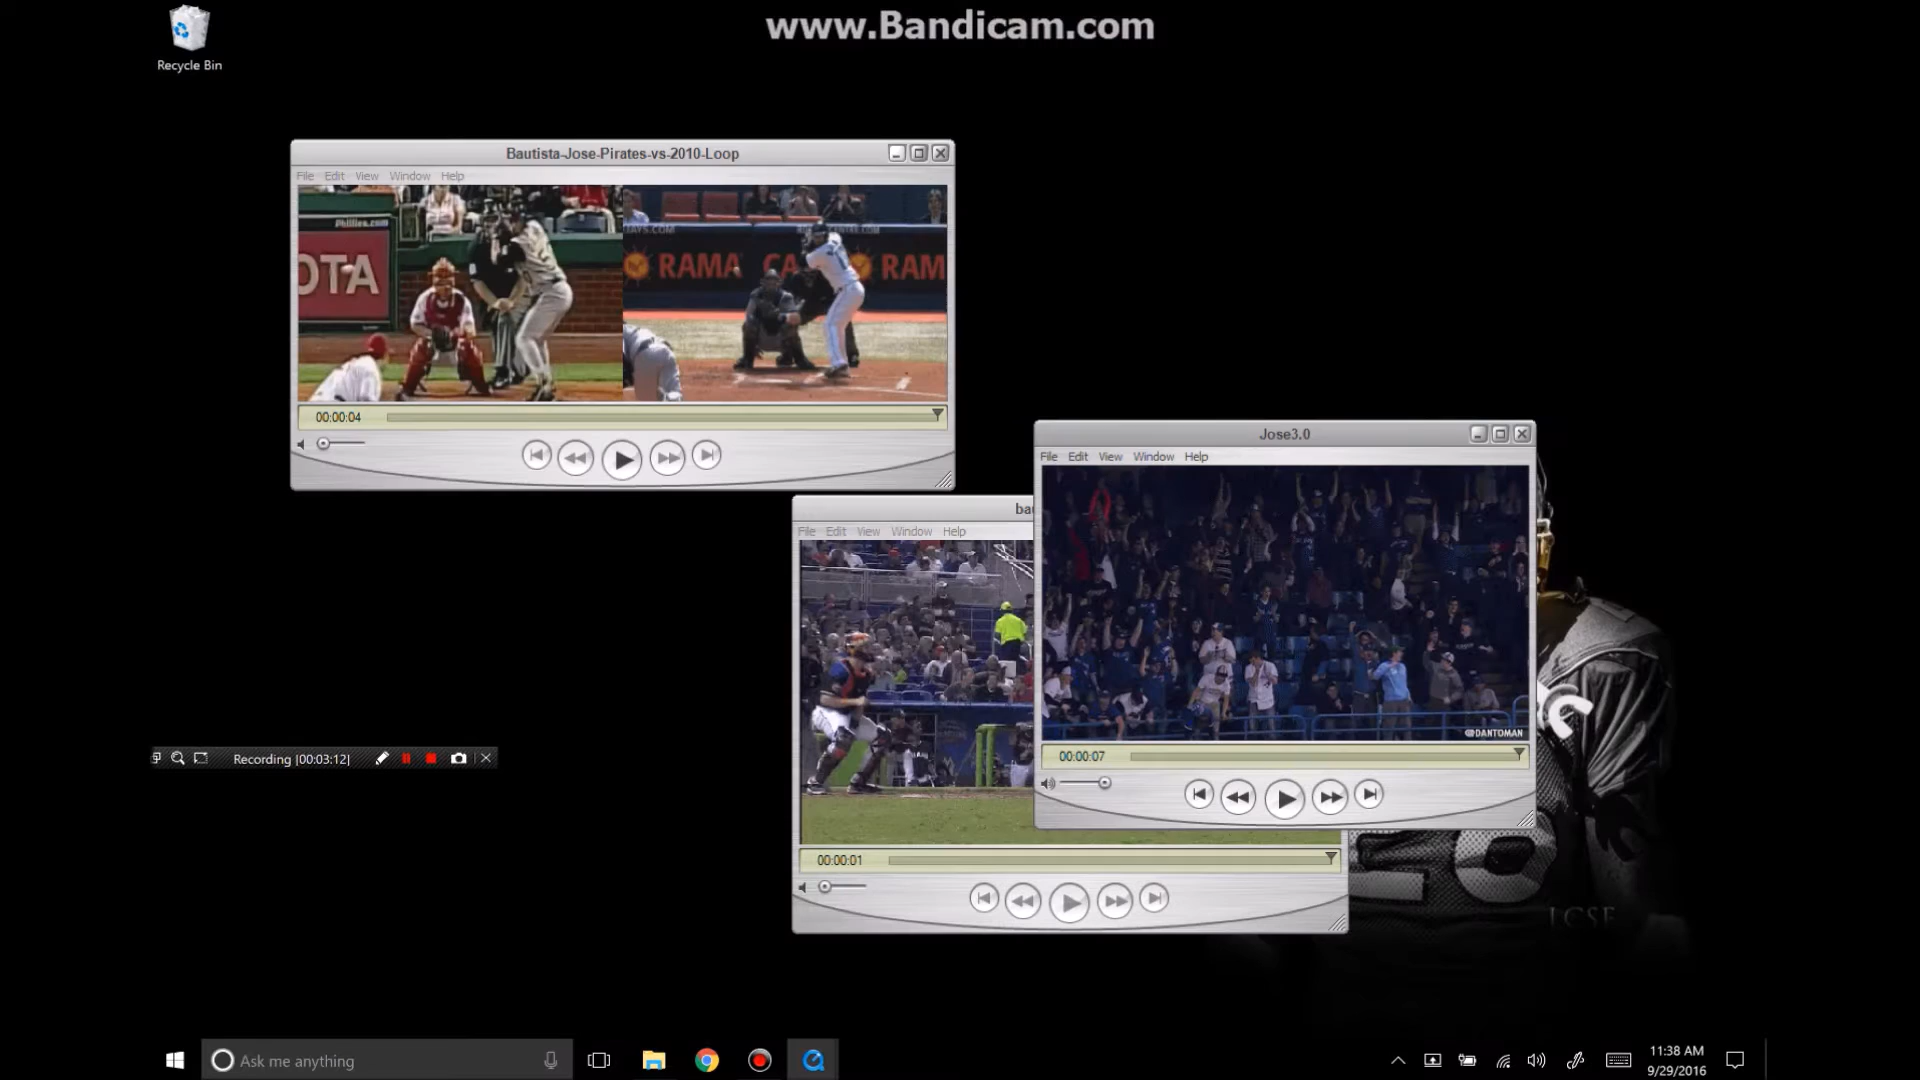 www.Bandicam.com
Recycle Bin
Bautista-Jose-Pirates-vs-2010-Loop
File Edit View Window Help
Phillies.com
OTA
RAMA
RAM
00:00:04
Jose3.0
File Edit View Window Help
File Edit View Window Help
@DANTOMAN
00:00:07
Recording [00:03:12]
00:00:01
Ask me anything
11:38 AM
9/29/2016